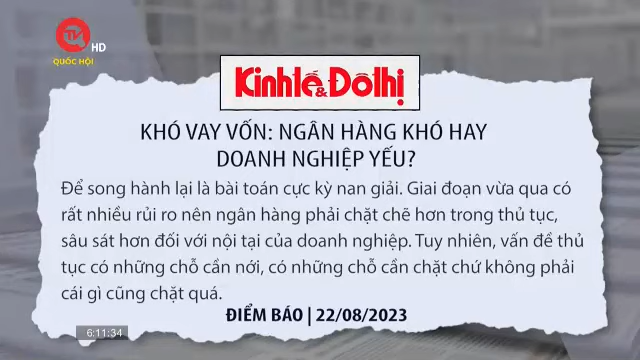 HD
QUỐC HỘI
Kinhtế&Đôthị
KHÓ VAY VỐN: NGÂN HÀNG KHÓ HAY
DOANH NGHIỆP YẾU?
Để song hành lại là bài toán cực kỳ nan giải. Giai đoạn vừa qua có
rất nhiều rủi ro nên ngân hàng phải chặt chẽ hơn trong thủ tục,
sâu sát hơn đối với nội tại của doanh nghiệp. Tuy nhiên, vấn đề thủ
tục có những chỗ cần nới, có những chỗ cần chặt chứ không phải
cái gì cũng chặt quá.
ĐIỂM BÁO | 22/08/2023
6:11:34